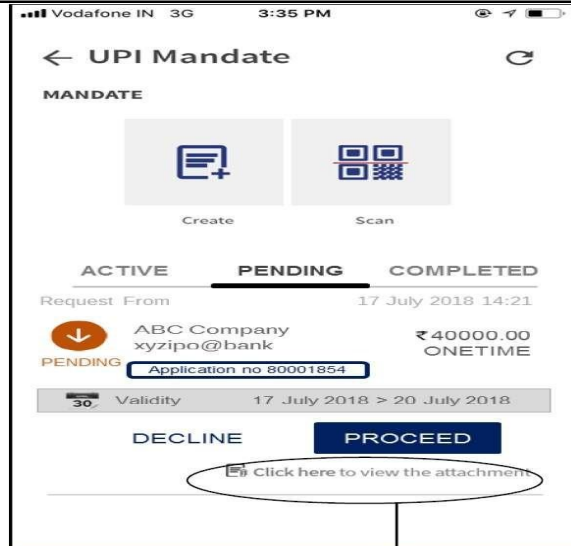 Vodafone IN 3G 3:35 PM
← UPI Mandate
MANDATE
Create Scan
ACTIVE PENDING COMPLETED
Request From 17 July 2018 14:21
ABC Company ₹40000.00
xyzipo@bank ONETIME
PENDING
Application no 80001854
30 Validity 17 July 2018 > 20 July 2018
DECLINE PROCEED
Click here to view the attachment